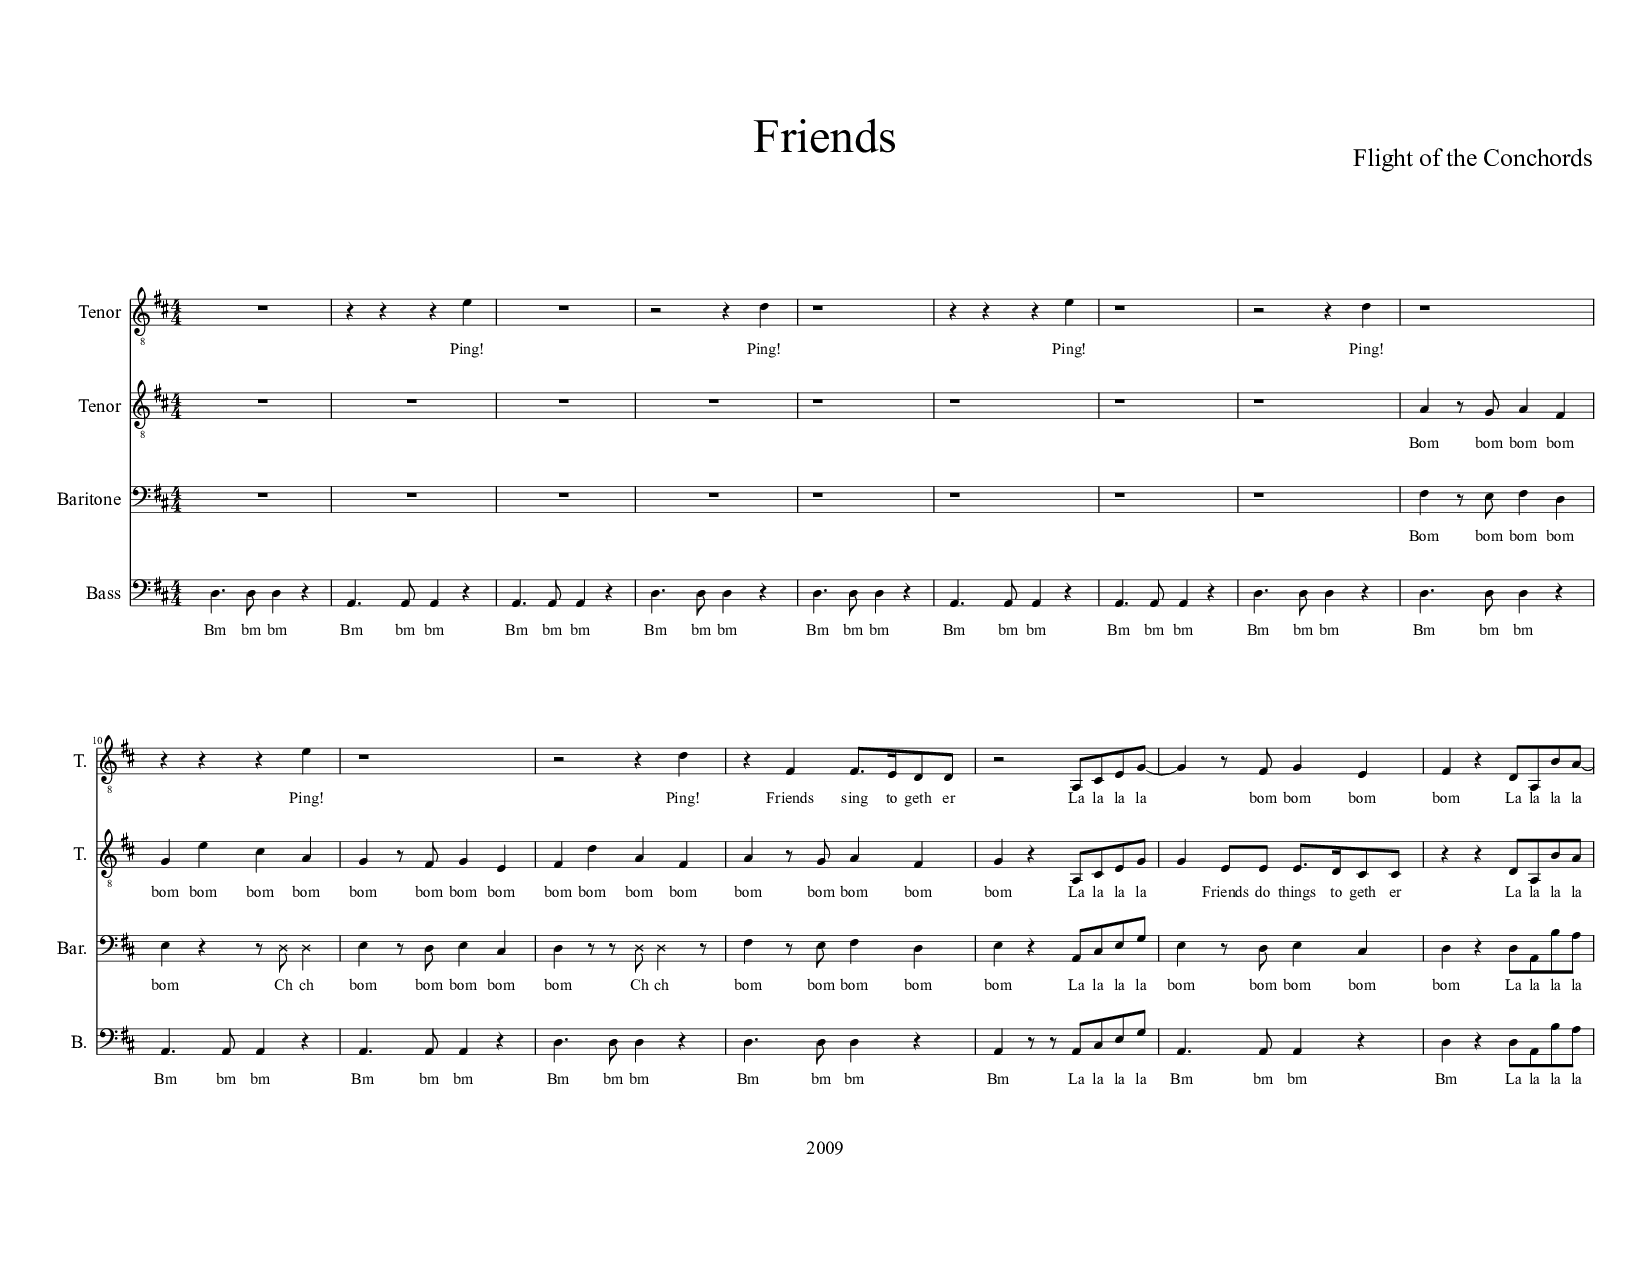 Friends
Flight of the Conchords
Tenor
8
Ping! Ping! Ping! Ping!
Tenor
8
Bom bom bom bom
Baritone
Bom bom bom bom
Bass
Bm bm bm Bm bm bm Bm bm bm Bm bm bm Bm bm bm Bm bm bm Bm bm bm Bm bm bm Bm bm bm
10
T.
8
Ping! Ping! Friends sing to geth er La la la la bom bom bom bom La la la la
T.
8
bom bom bom bom bom bom bom bom bom bom bom bom bom bom bom bom bom La la la la Friends do things to geth er La la la la
Bar.
bom Ch ch bom bom bom bom bom Ch ch bom bom bom bom bom La la la la bom bom bom bom bom La la la la
B.
Bm bm bm Bm bm bm Bm bm bm Bm bm bm Bm La la la la Bm bm bm Bm La la la la
2009